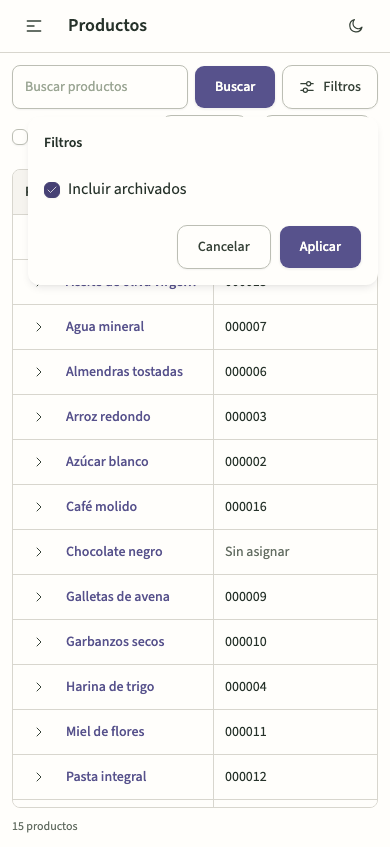 Productos
Buscar productos
Buscar
Filtros
Filtros
Incluir archivados
Cancelar
Aplicar
Agua mineral 000007
Almendras tostadas 000006
Arroz redondo 000003
Azúcar blanco 000002
Café molido 000016
Chocolate negro Sin asignar
Galletas de avena 000009
Garbanzos secos 000010
Harina de trigo 000004
Miel de flores 000011
Pasta integral 000012
15 productos